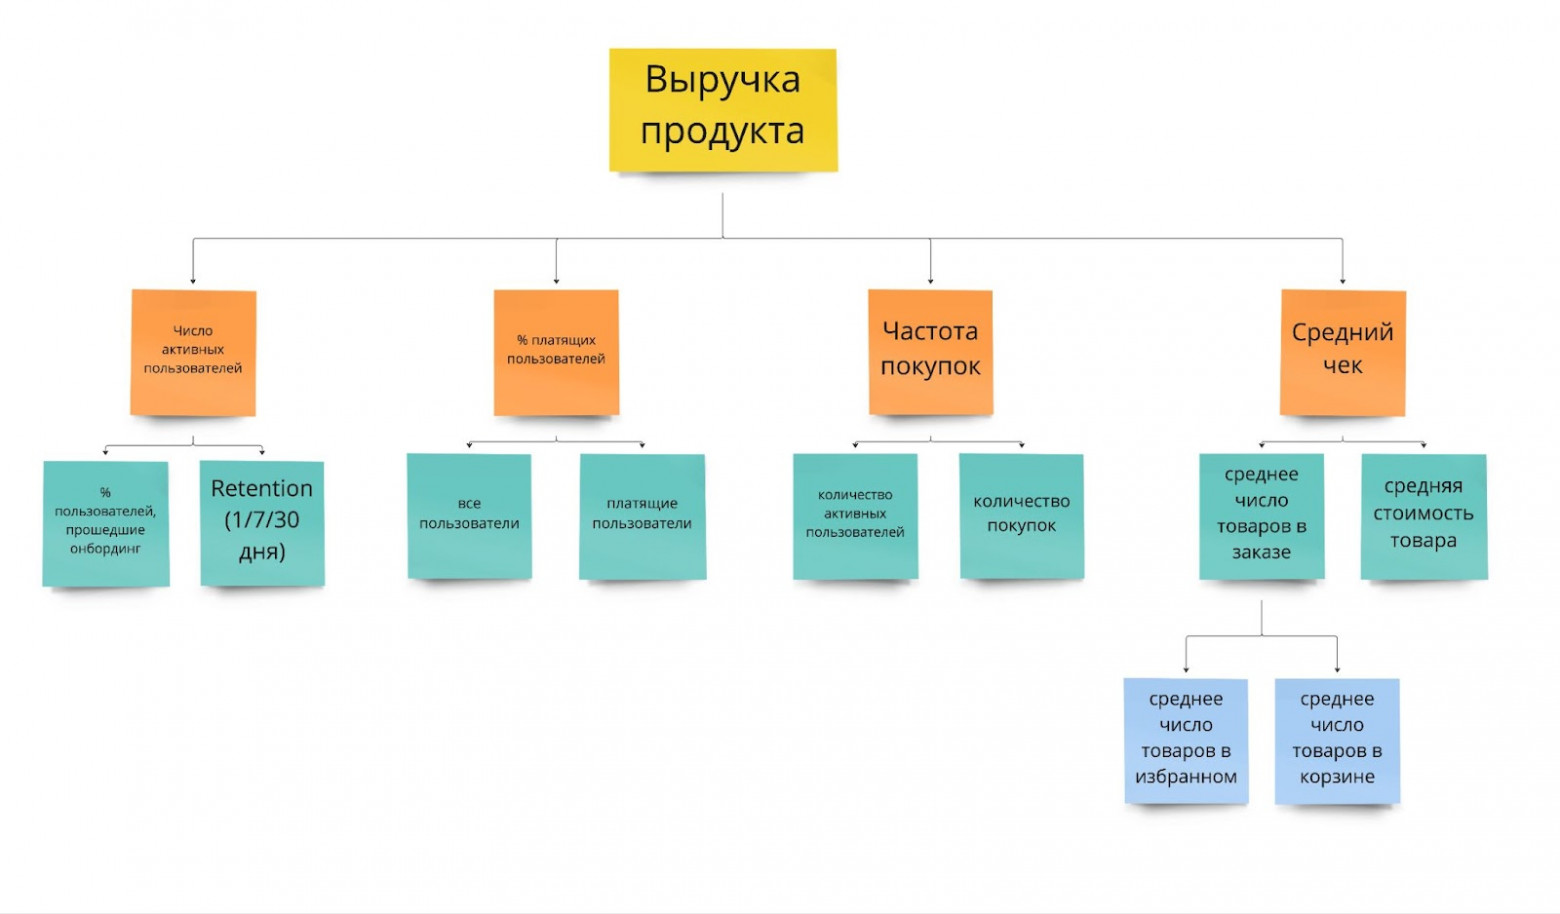 Выручка
продукта
Число
активных
пользователей
% платящих
пользователей
Частота
покупок
Средний
чек
%
пользователей,
прошедшие
онбординг
Retention
(1/7/30
дня)
все
пользователи
платящие
пользователи
количество
активных
пользователей
количество
покупок
среднее
число
товаров в
заказе
средняя
стоимость
товара
среднее
число
товаров в
избранном
среднее
число
товаров в
корзине